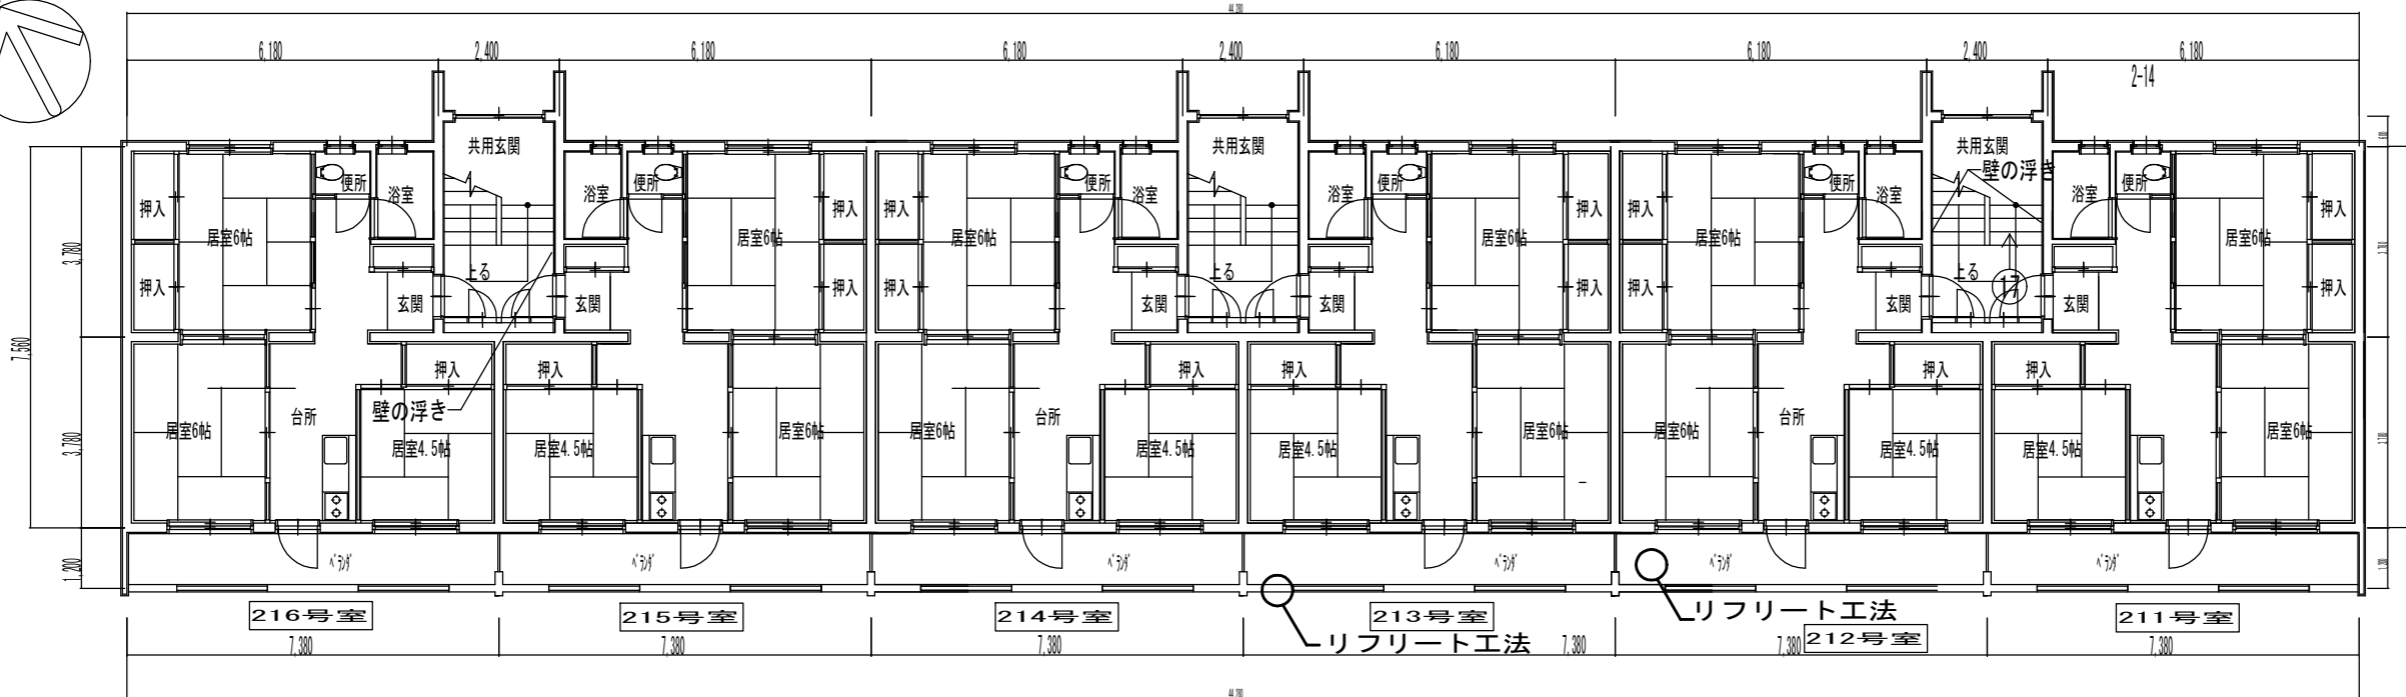 6,180 2,400 6,180 6,180 2,400 6,180 6,180 2,400 6,180
2-14
共用玄関 共用玄関 共用玄関
壁の浮き
便所 便所 便所 便所 便所 便所
浴室 浴室 浴室 浴室 浴室 浴室
押入 押入 押入 押入 押入 押入
居室6帖 居室6帖 居室6帖 居室6帖 居室6帖 居室6帖
3,780
上る 上る 上る
押入 押入 押入 押入 押入 押入
17
玄関 玄関 玄関 玄関 玄関 玄関
7,560
押入 押入 押入 押入 押入 押入
壁の浮き
台所 台所 台所
居室6帖 居室6帖 居室6帖 居室6帖 居室6帖 居室6帖
3,780
居室4.5帖 居室4.5帖 居室4.5帖 居室4.5帖 居室4.5帖 居室4.5帖
ベランダ ベランダ ベランダ ベランダ ベランダ ベランダ
1,200
216号室 215号室 214号室 213号室 リフリート工法 211号室
リフリート工法 212号室
7,380 7,380 7,380 7,380 7,380 7,380